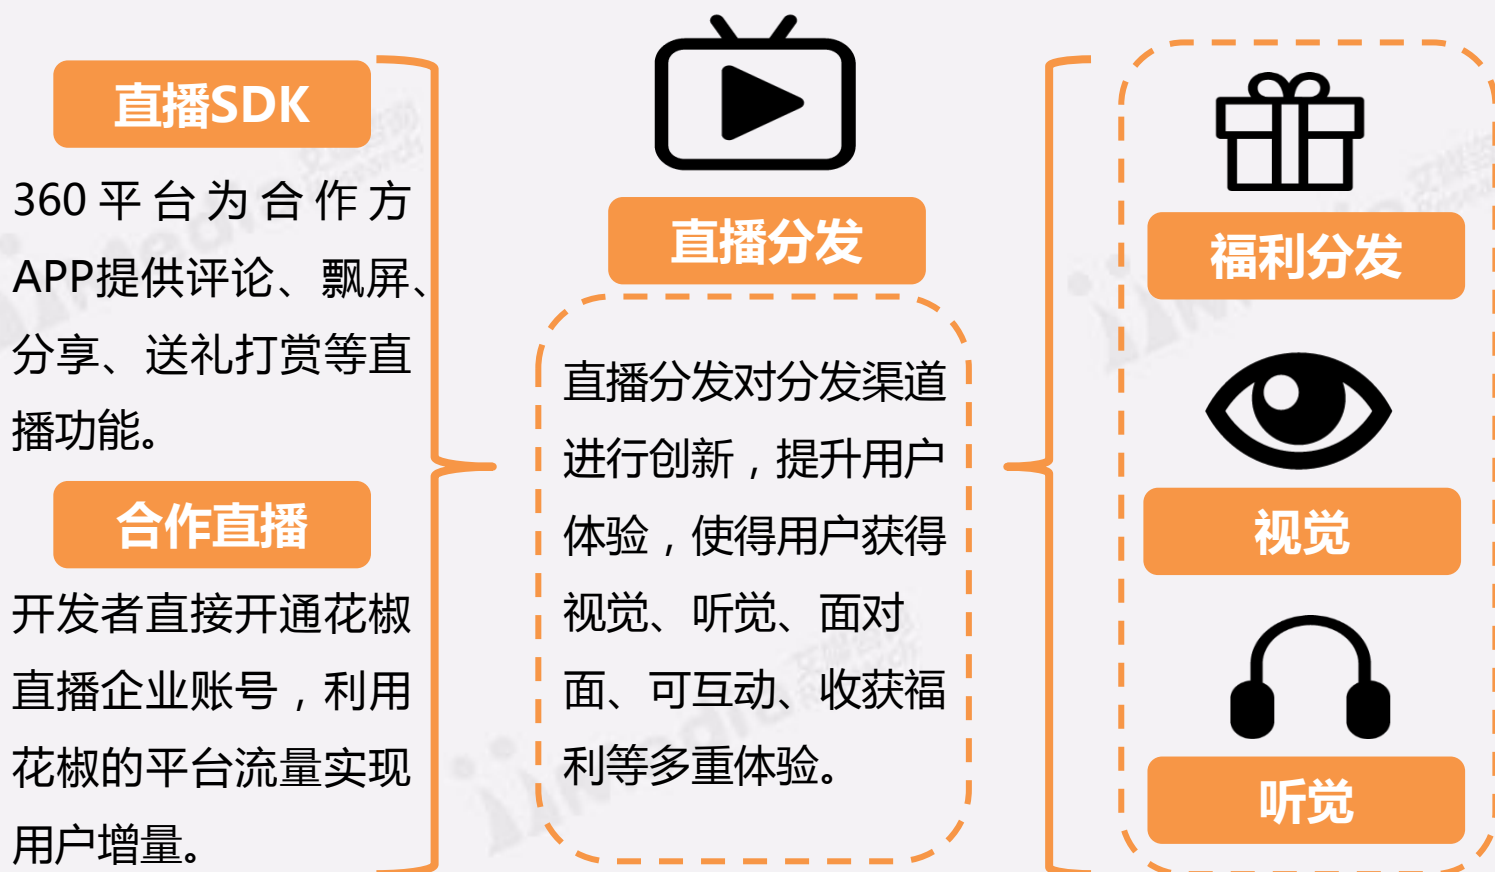 直播SDK
360平台为合作方
APP提供评论、飘屏、
分享、送礼打赏等直
播功能。
合作直播
开发者直接开通花椒
直播企业账号，利用
花椒的平台流量实现
用户增量。
直播分发
直播分发对分发渠道
进行创新，提升用户
体验，使得用户获得
视觉、听觉、面对
面、可互动、收获福
利等多重体验。
福利分发
视觉
听觉
iiMedia Research
艾媒咨询